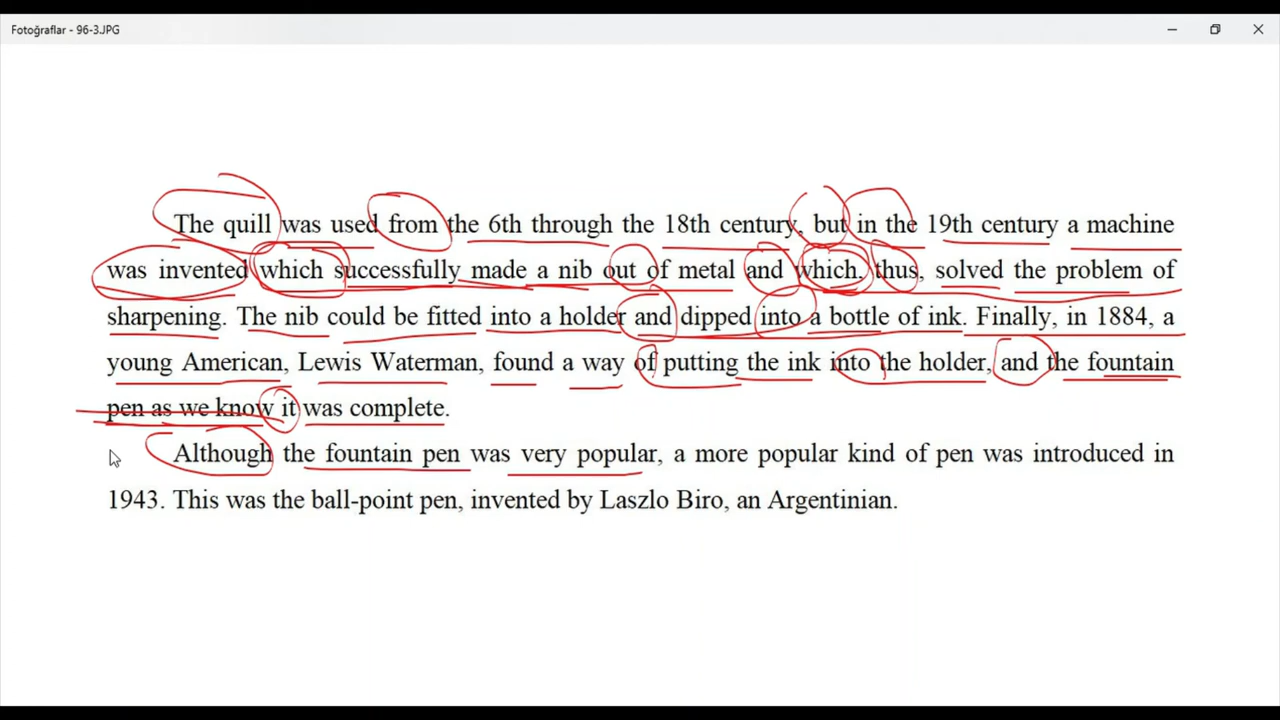 Fotoğraflar - 96-3.JPG
The quill was used from the 6th through the 18th century, but in the 19th century a machine
was invented which successfully made a nib out of metal and which, thus, solved the problem of
sharpening. The nib could be fitted into a holder and dipped into a bottle of ink. Finally, in 1884, a
young American, Lewis Waterman, found a way of putting the ink into the holder, and the fountain
pen as we know it was complete.
Although the fountain pen was very popular, a more popular kind of pen was introduced in
1943. This was the ball-point pen, invented by Laszlo Biro, an Argentinian.